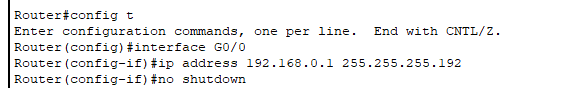 Router#config t
Enter configuration commands, one per line.  End with CNTL/Z.
Router(config)#interface G0/0
Router(config-if)#ip address 192.168.0.1 255.255.255.192
Router(config-if)#no shutdown